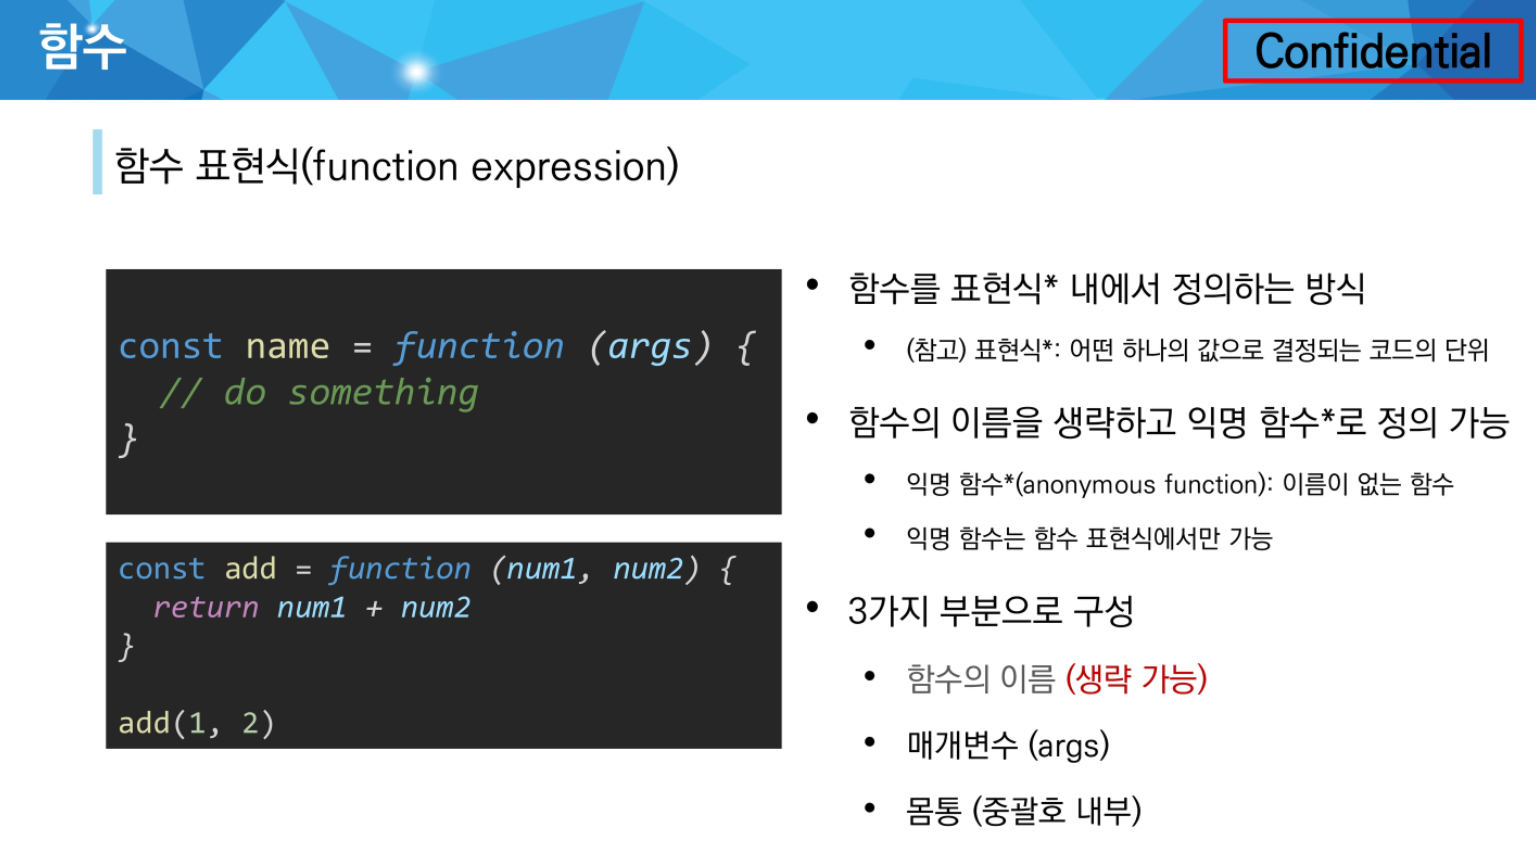 함수
Confidential
함수 표현식(function expression)
const name = function (args) {
// do something
}
const add = function (num1, num2) {
return num1 + num2
}
add(1, 2)
• 함수를 표현식* 내에서 정의하는 방식
• (참고) 표현식*: 어떤 하나의 값으로 결정되는 코드의 단위
• 함수의 이름을 생략하고 익명 함수*로 정의 가능
• 익명 함수*(anonymous function): 이름이 없는 함수
• 익명 함수는 함수 표현식에서만 가능
• 3가지 부분으로 구성
• 함수의 이름 (생략 가능)
• 매개변수 (args)
• 몸통 (중괄호 내부)